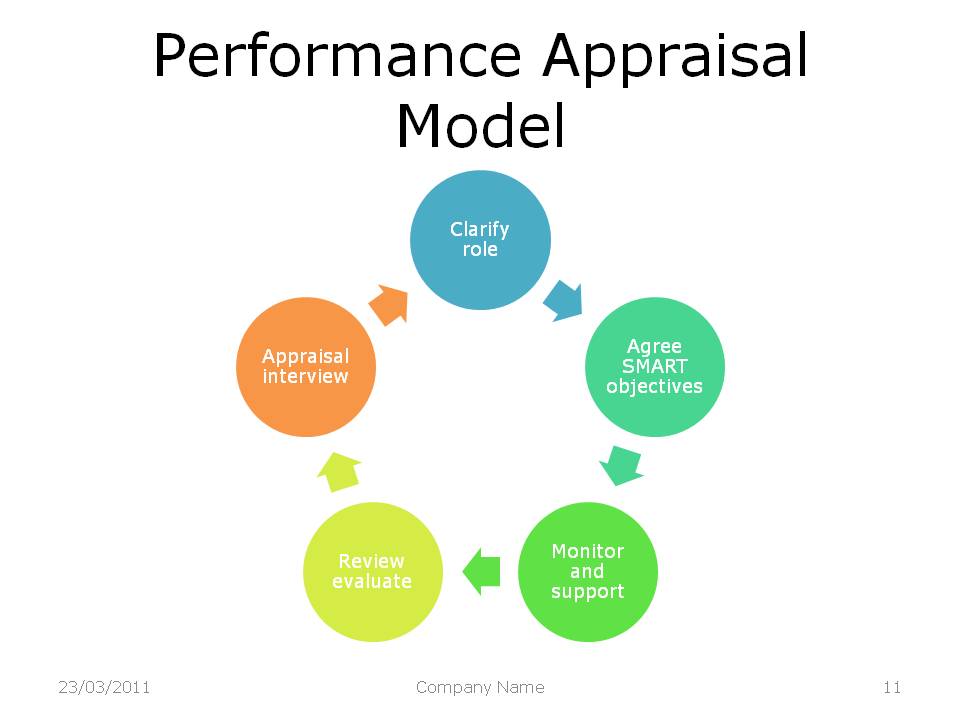 Performance Appraisal
Model
Clarify
role
Agree
SMART
objectives
Monitor
and
support
Review
evaluate
Appraisal
interview
23/03/2011
Company Name
11